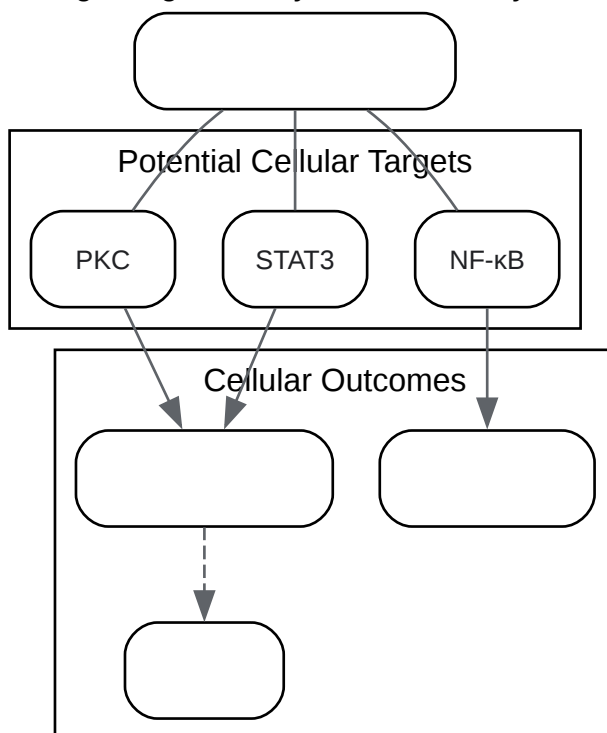 Potential Cellular Targets
PKC
STAT3
NF-κB
Cellular Outcomes